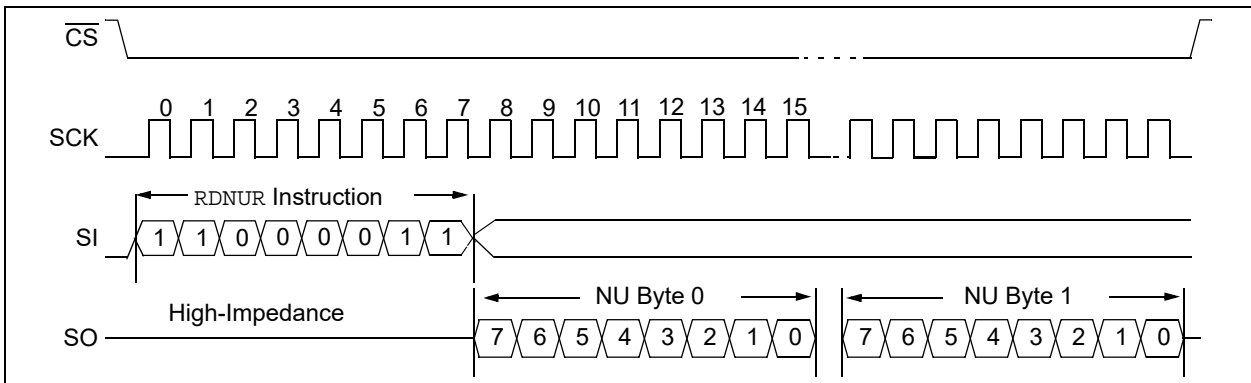 CS
0 1 2 3 4 5 6 7 8 9 10 11 12 13 14 15
SCK
RDNUR Instruction
SI 1 1 0 0 0 0 1 1
NU Byte 0 NU Byte 1
High-Impedance
SO 7 6 5 4 3 2 1 0 7 6 5 4 3 2 1 0